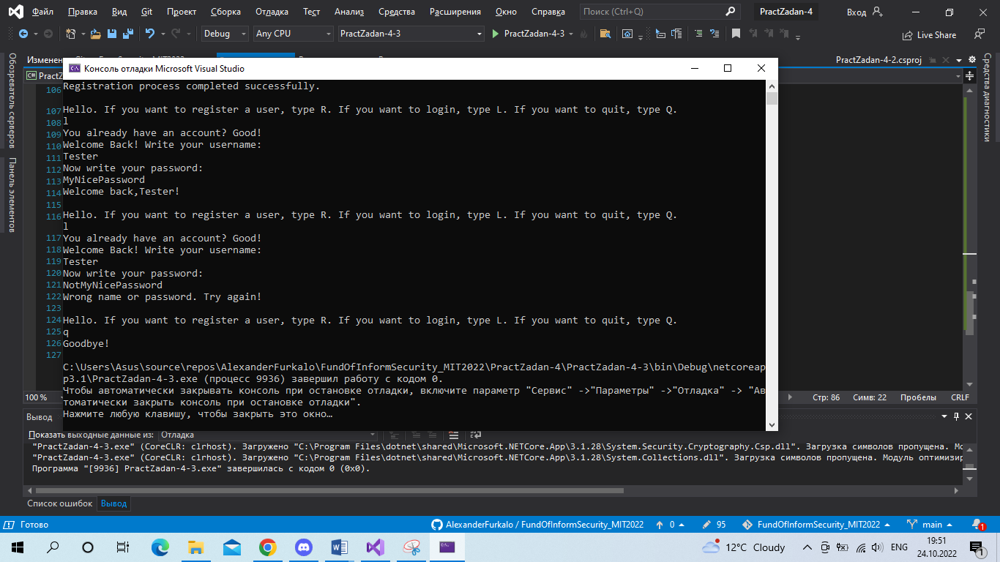 Файл Правка Вид Git Проект Сборка Отладка Тест Анализ Средства Расширения Окно Справка Поиск (Ctrl+Q) PractZadan-4 Вход
Debug Any CPU PractZadan-4-3 PractZadan-4-3 Live Share
Обозреватель серверов
Панель элементов
Средства диагностики
Изменен PractZadan-4-2.csproj
Консоль отладки Microsoft Visual Studio
C# PractZ
106
107
108
109
110
111
112
113
114
115
116
117
118
119
120
121
122
123
124
125
126
127
Registration process completed successfully.
Hello. If you want to register a user, type R. If you want to login, type L. If you want to quit, type Q.
l
You already have an account? Good!
Welcome Back! Write your username:
Tester
Now write your password:
MyNicePassword
Welcome back,Tester!
Hello. If you want to register a user, type R. If you want to login, type L. If you want to quit, type Q.
l
You already have an account? Good!
Welcome Back! Write your username:
Tester
Now write your password:
NotMyNicePassword
Wrong name or password. Try again!
Hello. If you want to register a user, type R. If you want to login, type L. If you want to quit, type Q.
q
Goodbye!
C:\Users\Asus\source\repos\AlexanderFurkalo\FundOfInformSecurity_MIT2022\PractZadan-4\PractZadan-4-3\bin\Debug\netcoreap
p3.1\PractZadan-4-3.exe (процесс 9936) завершил работу с кодом 0.
Чтобы автоматически закрывать консоль при остановке отладки, включите параметр "Сервис" ->"Параметры" ->"Отладка" -> "Ав
томатически закрыть консоль при остановке отладки".
Нажмите любую клавишу, чтобы закрыть это окно…
100 % Стр: 86 Симв: 22 Пробелы CRLF
Вывод
Показать выходные данные из: Отладка
"PractZadan-4-3.exe" (CoreCLR: clrhost). Загружено "C:\Program Files\dotnet\shared\Microsoft.NETCore.App\3.1.28\System.Security.Cryptography.Csp.dll". Загрузка символов пропущена. Мо
"PractZadan-4-3.exe" (CoreCLR: clrhost). Загружено "C:\Program Files\dotnet\shared\Microsoft.NETCore.App\3.1.28\System.Collections.dll". Загрузка символов пропущена. Модуль оптимизир
Программа "[9936] PractZadan-4-3.exe" завершилась с кодом 0 (0x0).
Список ошибок Вывод
Готово AlexanderFurkalo / FundOfInformSecurity_MIT2022 0 95 FundOfInformSecurity_MIT2022 main 1
12°C Cloudy ENG 19:51
24.10.2022 1